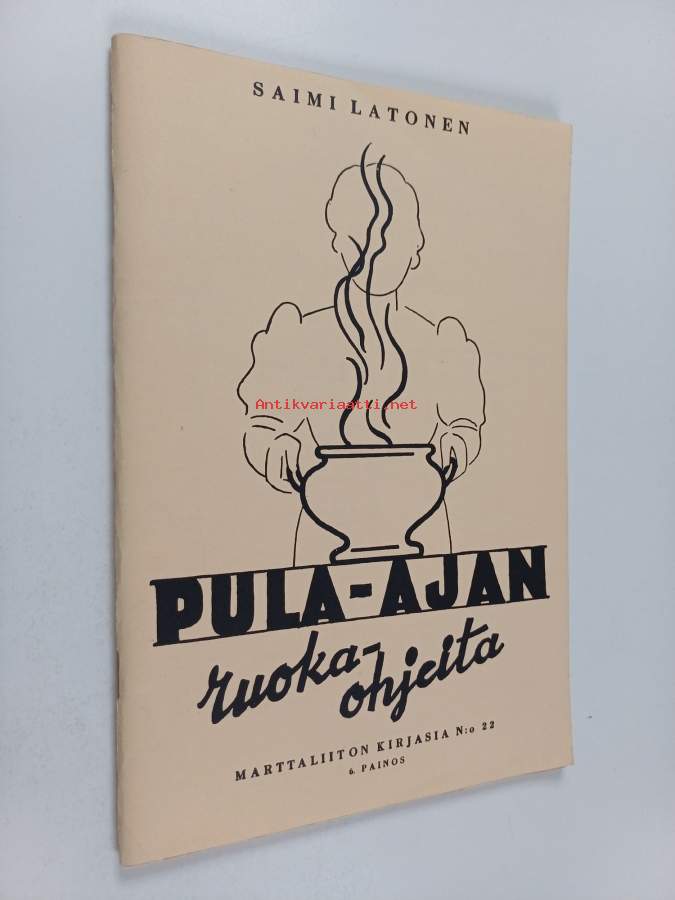 SAIMI LATONEN
Antikvariaatti.net
PULA-AJAN
ruoka-
ohjeita
MARTTALIITON KIRJASIA N:o 22
6. PAINOS